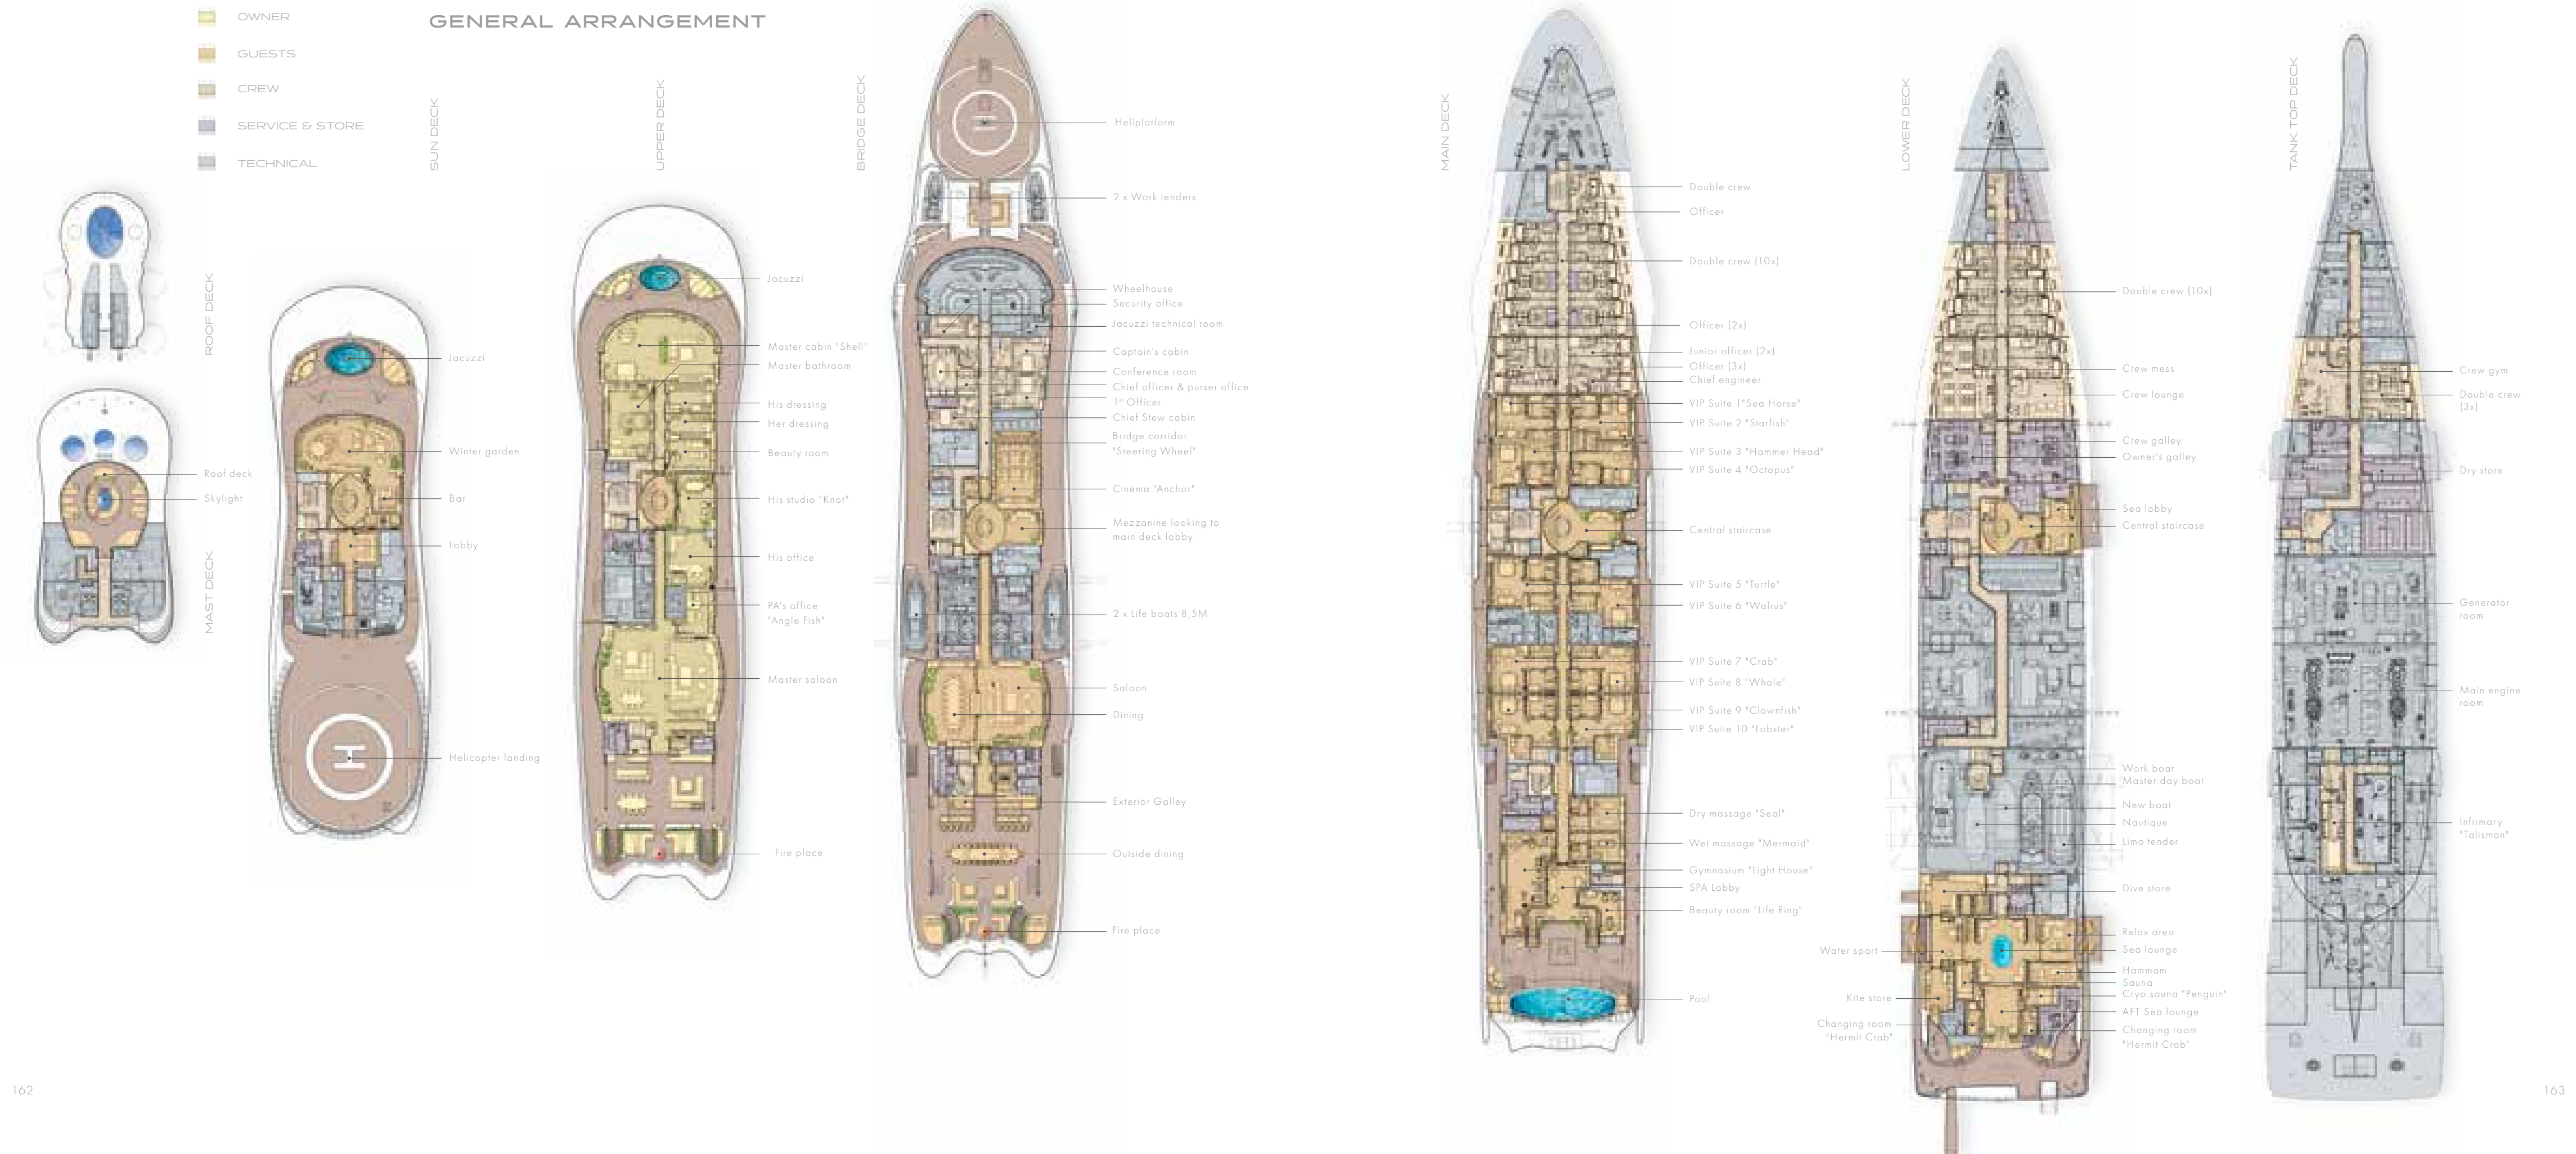 OWNER
GUESTS
CREW
SERVICE & STORE
TECHNICAL
GENERAL ARRANGEMENT
ROOF DECK
MAST DECK
Roof deck
Skylight
SUN DECK
Jacuzzi
Winter garden
Bar
Lobby
Helicopter landing
UPPER DECK
Jacuzzi
Master cabin "Shell"
Master bathroom
His dressing
Her dressing
Beauty room
His studio "Knot"
His office
PA's office
"Angle Fish"
Master saloon
Fire place
BRIDGE DECK
Heliplatform
2 x Work tenders
Wheelhouse
Security office
Jacuzzi technical room
Captain's cabin
Conference room
Chief officer & purser office
1st Officer
Chief Stew cabin
Bridge corridor
"Steering Wheel"
Cinema "Anchor"
Mezzanine looking to
main deck lobby
2 x Life boats 8,5M
Saloon
Dining
Exterior Galley
Outside dining
Fire place
MAIN DECK
Double crew
Officer
Double crew (10x)
Officer (2x)
Junior officer (2x)
Officer (3x)
Chief engineer
VIP Suite 1"Sea Horse"
VIP Suite 2 "Starfish"
VIP Suite 3 "Hammer Head"
VIP Suite 4 "Octopus"
Central staircase
VIP Suite 5 "Turtle"
VIP Suite 6 "Walrus"
VIP Suite 7 "Crab"
VIP Suite 8 "Whale"
VIP Suite 9 "Clownfish"
VIP Suite 10 "Lobster"
Dry massage "Seal"
Wet massage "Mermaid"
Gymnasium "Light House"
SPA Lobby
Beauty room "Life Ring"
Pool
LOWER DECK
Double crew (10x)
Crew mess
Crew lounge
Crew galley
Owner's galley
Sea lobby
Central staircase
Work boat
Master day boat
New boat
Nautique
Limo tender
Dive store
Relax area
Sea lounge
Hammam
Sauna
Cryo sauna "Penguin"
AFT Sea lounge
Changing room
"Hermit Crab"
Water sport
Kite store
Changing room
"Hermit Crab"
TANK TOP DECK
Crew gym
Double crew
(3x)
Dry store
Generator
room
Main engine
room
Infirmary
"Talisman"
162
163